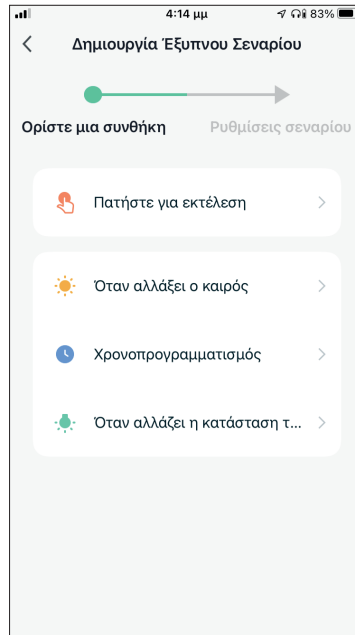 4:14 μμ 83%
Δημιουργία Έξυπνου Σεναρίου
Ορίστε μια συνθήκη Ρυθμίσεις σεναρίου
Πατήστε για εκτέλεση
Όταν αλλάξει ο καιρός
Χρονοπρογραμματισμός
Όταν αλλάζει η κατάσταση τ...